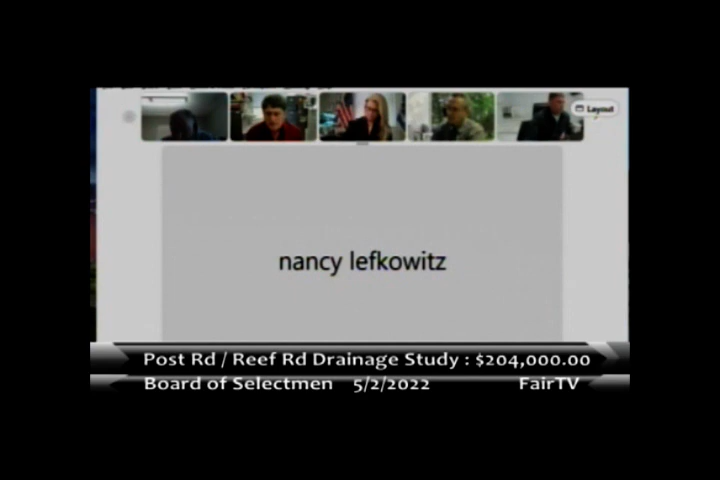 Layout
nancy lefkowitz
Post Rd / Reef Rd Drainage Study : $204,000.00
Board of Selectmen 5/2/2022 FairTV